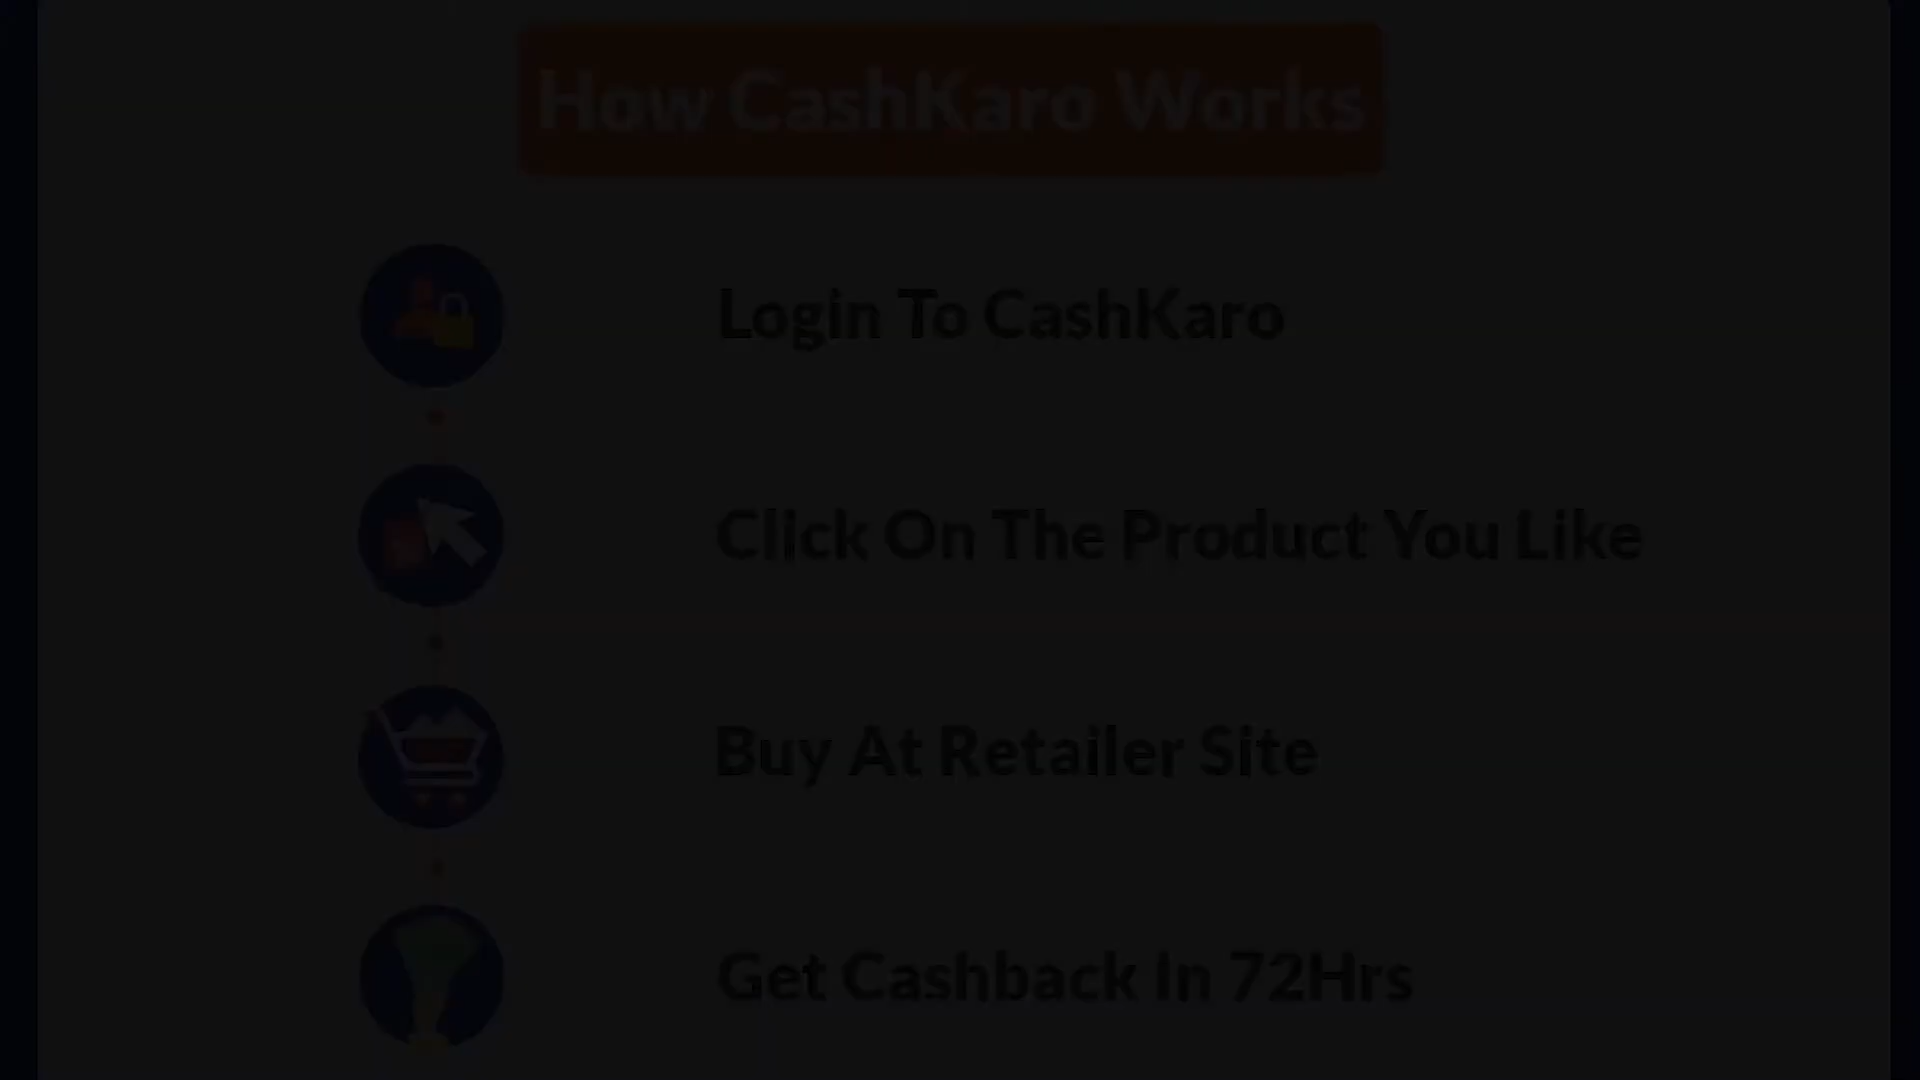 How CashKaro Works
Login To CashKaro
Click On The Product You Like
Buy At Retailer Site
Get Cashback In 72Hrs